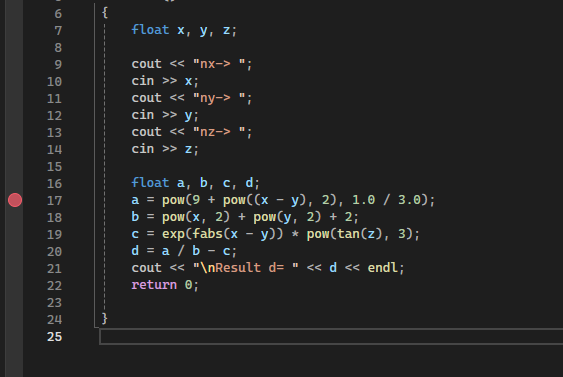 6 {
7 float x, y, z;
8
9 cout << "nx-> ";
10 cin >> x;
11 cout << "ny-> ";
12 cin >> y;
13 cout << "nz-> ";
14 cin >> z;
15
16 float a, b, c, d;
17 a = pow(9 + pow((x - y), 2), 1.0 / 3.0);
18 b = pow(x, 2) + pow(y, 2) + 2;
19 c = exp(fabs(x - y)) * pow(tan(z), 3);
20 d = a / b - c;
21 cout << "\nResult d= " << d << endl;
22 return 0;
23
24 }
25